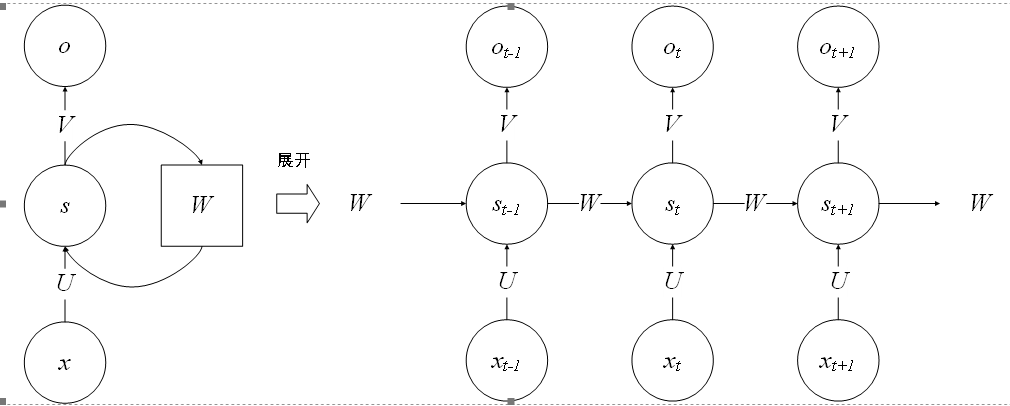 o o_{t-1} o_t o_{t+1}
V V V V
展开
s W W s_{t-1} W s_t W s_{t+1} W
U U U U
x x_{t-1} x_t x_{t+1}